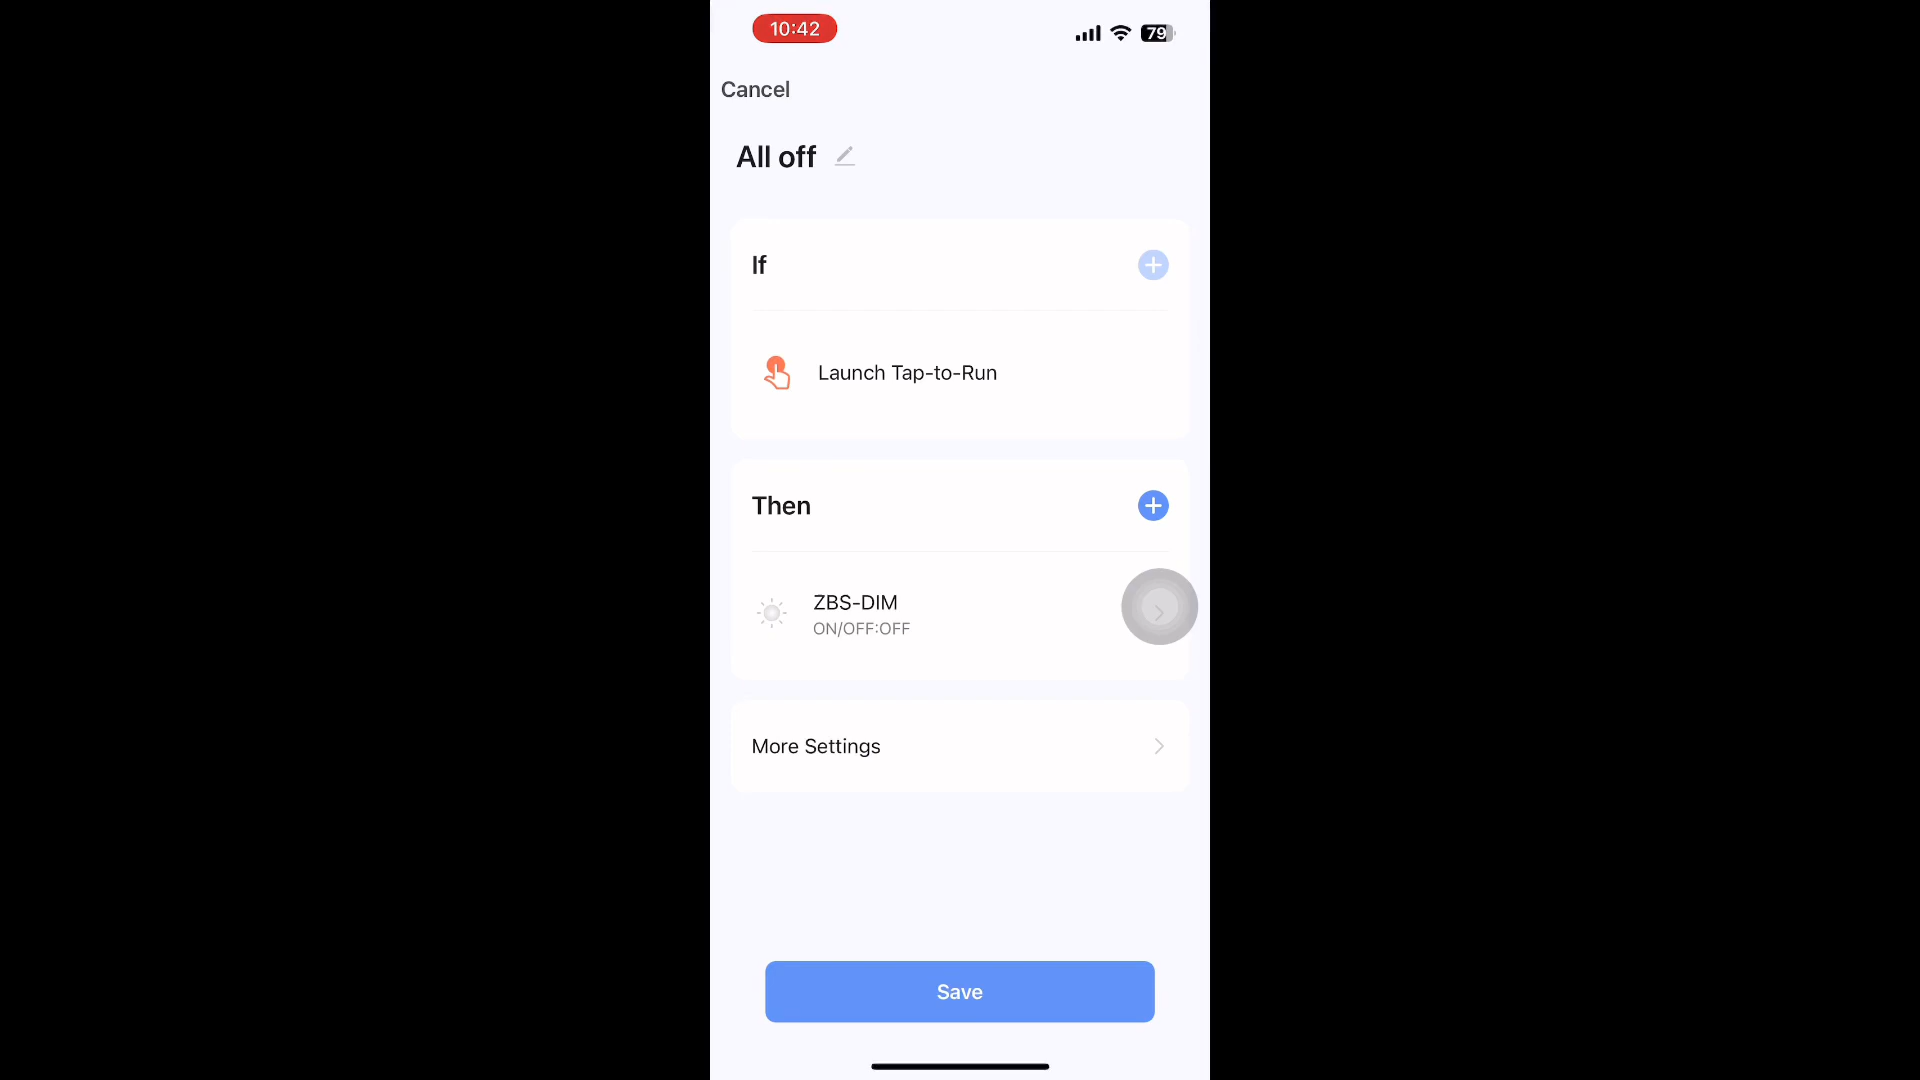 10:42
79
Cancel
All off
If
Launch Tap-to-Run
Then
ZBS-DIM
ON/OFF:OFF
More Settings
Save